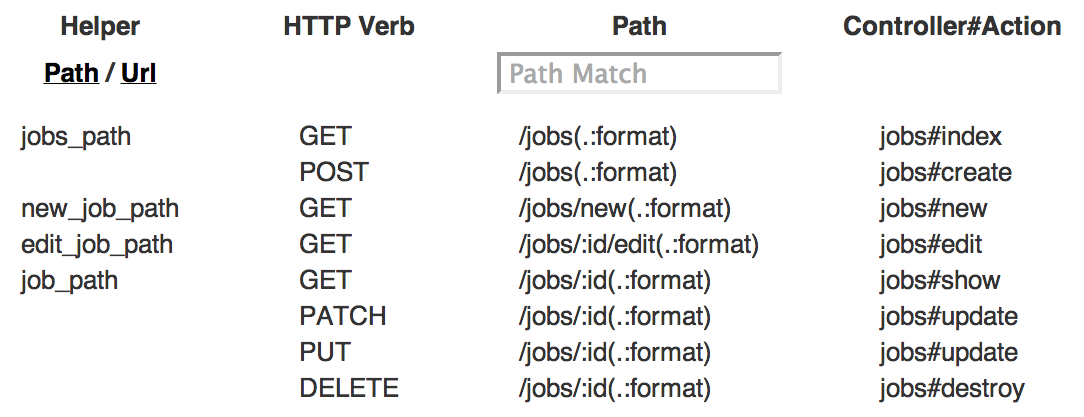 Helper HTTP Verb Path Controller#Action
Path / Url Path Match
jobs_path GET /jobs(.:format) jobs#index
POST /jobs(.:format) jobs#create
new_job_path GET /jobs/new(.:format) jobs#new
edit_job_path GET /jobs/:id/edit(.:format) jobs#edit
job_path GET /jobs/:id(.:format) jobs#show
PATCH /jobs/:id(.:format) jobs#update
PUT /jobs/:id(.:format) jobs#update
DELETE /jobs/:id(.:format) jobs#destroy